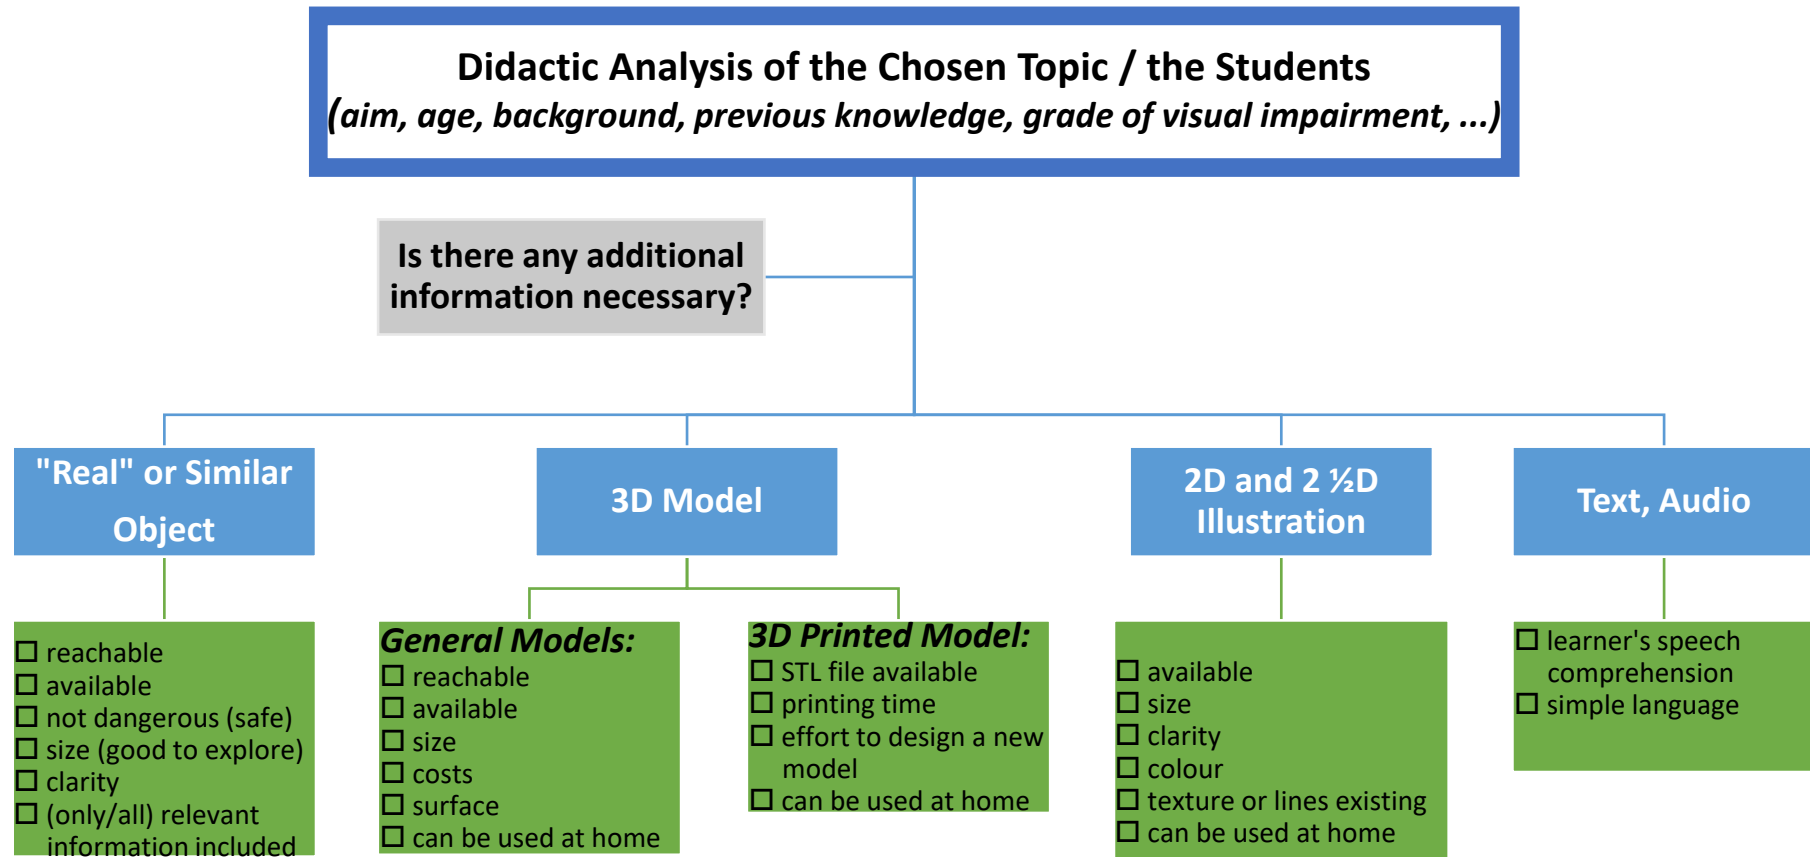 Didactic Analysis of the Chosen Topic / the Students
(aim, age, background, previous knowledge, grade of visual impairment, ...)
Is there any additional
information necessary?
"Real" or Similar
Object
3D Model
2D and 2 ½D
Illustration
Text, Audio
☐ reachable
☐ available
☐ not dangerous (safe)
☐ size (good to explore)
☐ clarity
☐ (only/all) relevant
information included
General Models:
☐ reachable
☐ available
☐ size
☐ costs
☐ surface
☐ can be used at home
3D Printed Model:
☐ STL file available
☐ printing time
☐ effort to design a new
model
☐ can be used at home
☐ available
☐ size
☐ clarity
☐ colour
☐ texture or lines existing
☐ can be used at home
☐ learner's speech
comprehension
☐ simple language